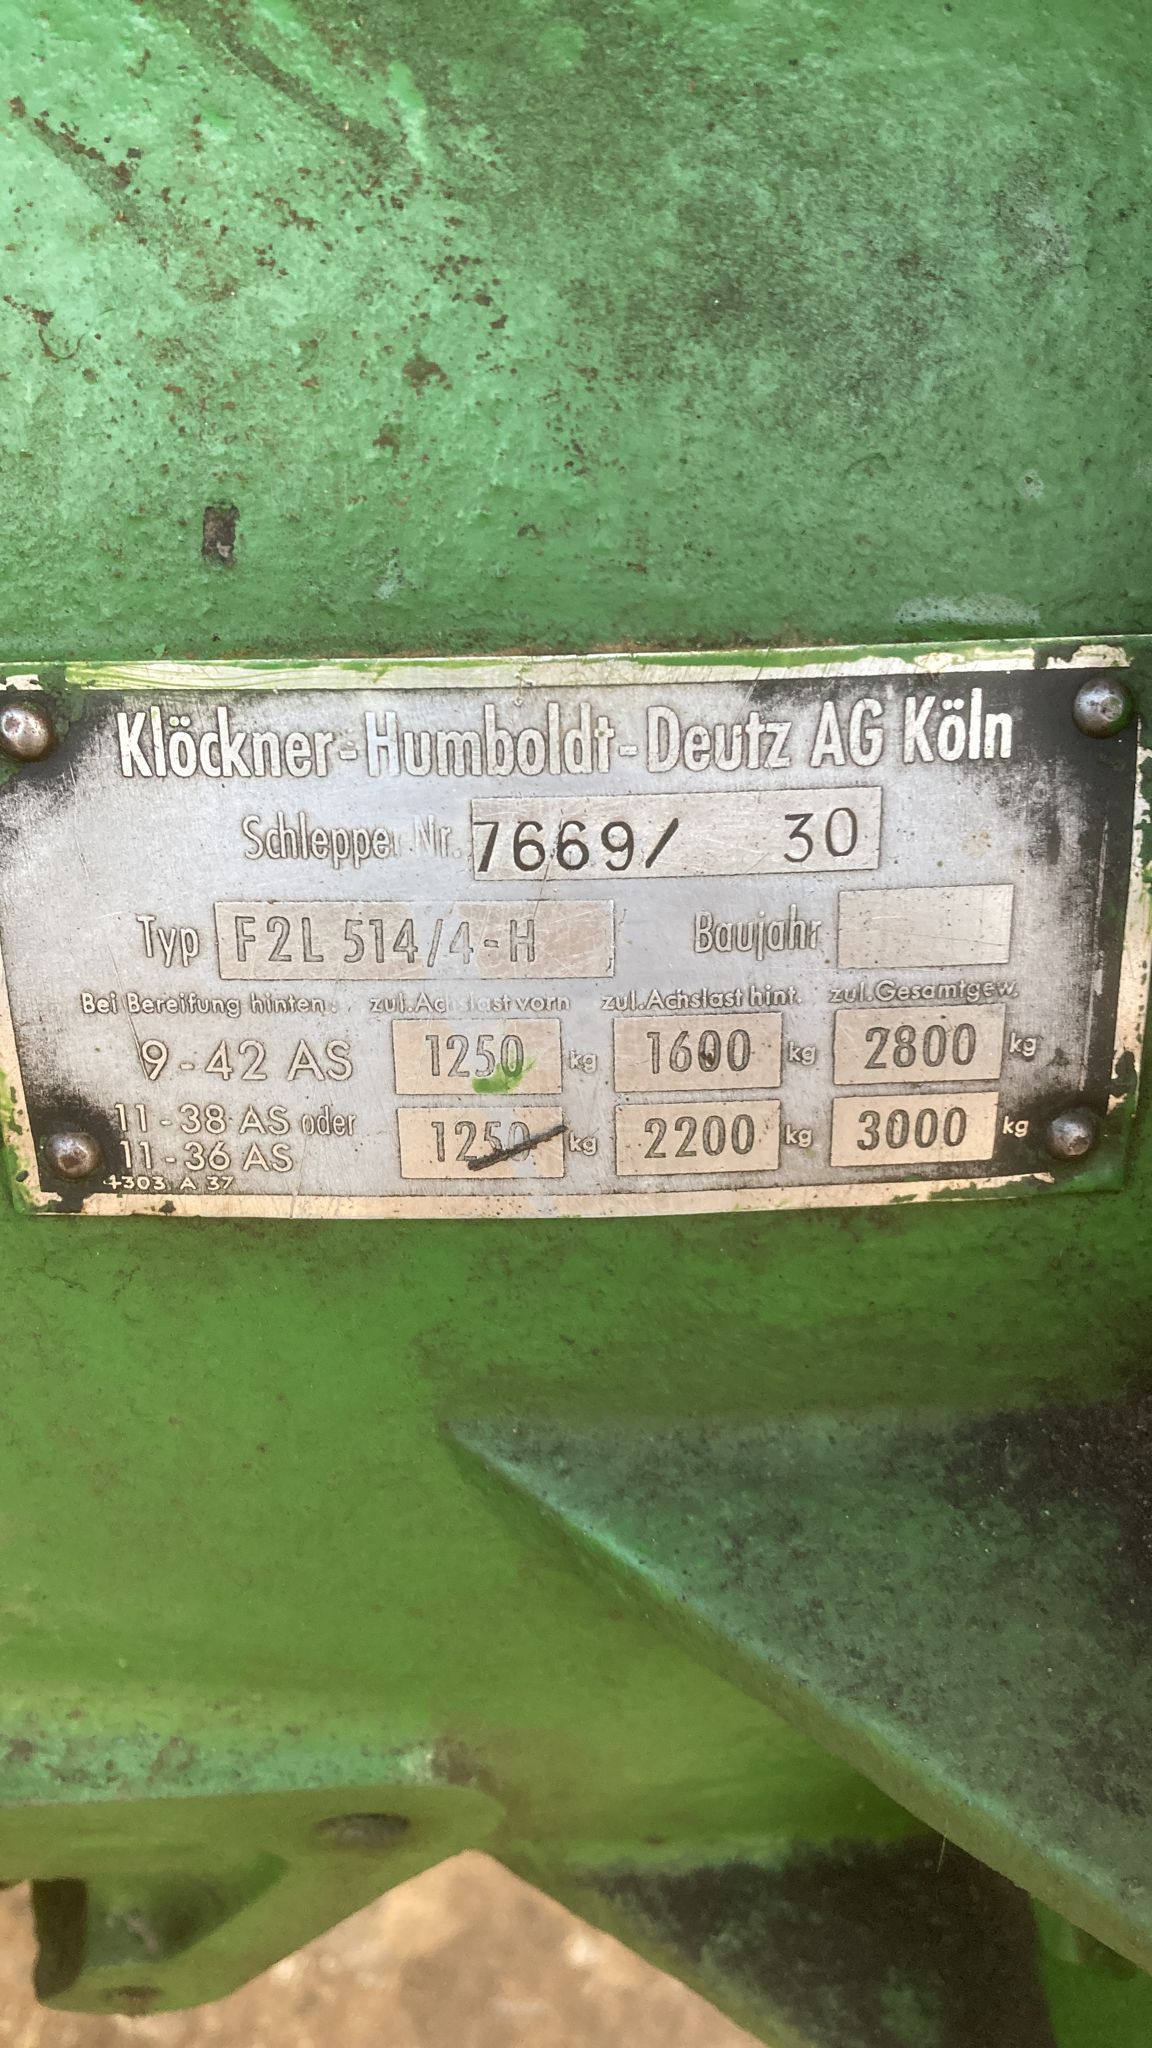 Klöckner-Humboldt-Deutz AG Köln
Schlepper Nr. 7669/ 30
Typ F2L 514/4-H Baujahr
Bei Bereifung hinten: zul. Achslast vorn zul. Achslast hint. zul. Gesamtgew.
9-42 AS 1250 kg 1600 kg 2800 kg
11-38 AS oder
11-36 AS 1250 kg 2200 kg 3000 kg
4303 A 37